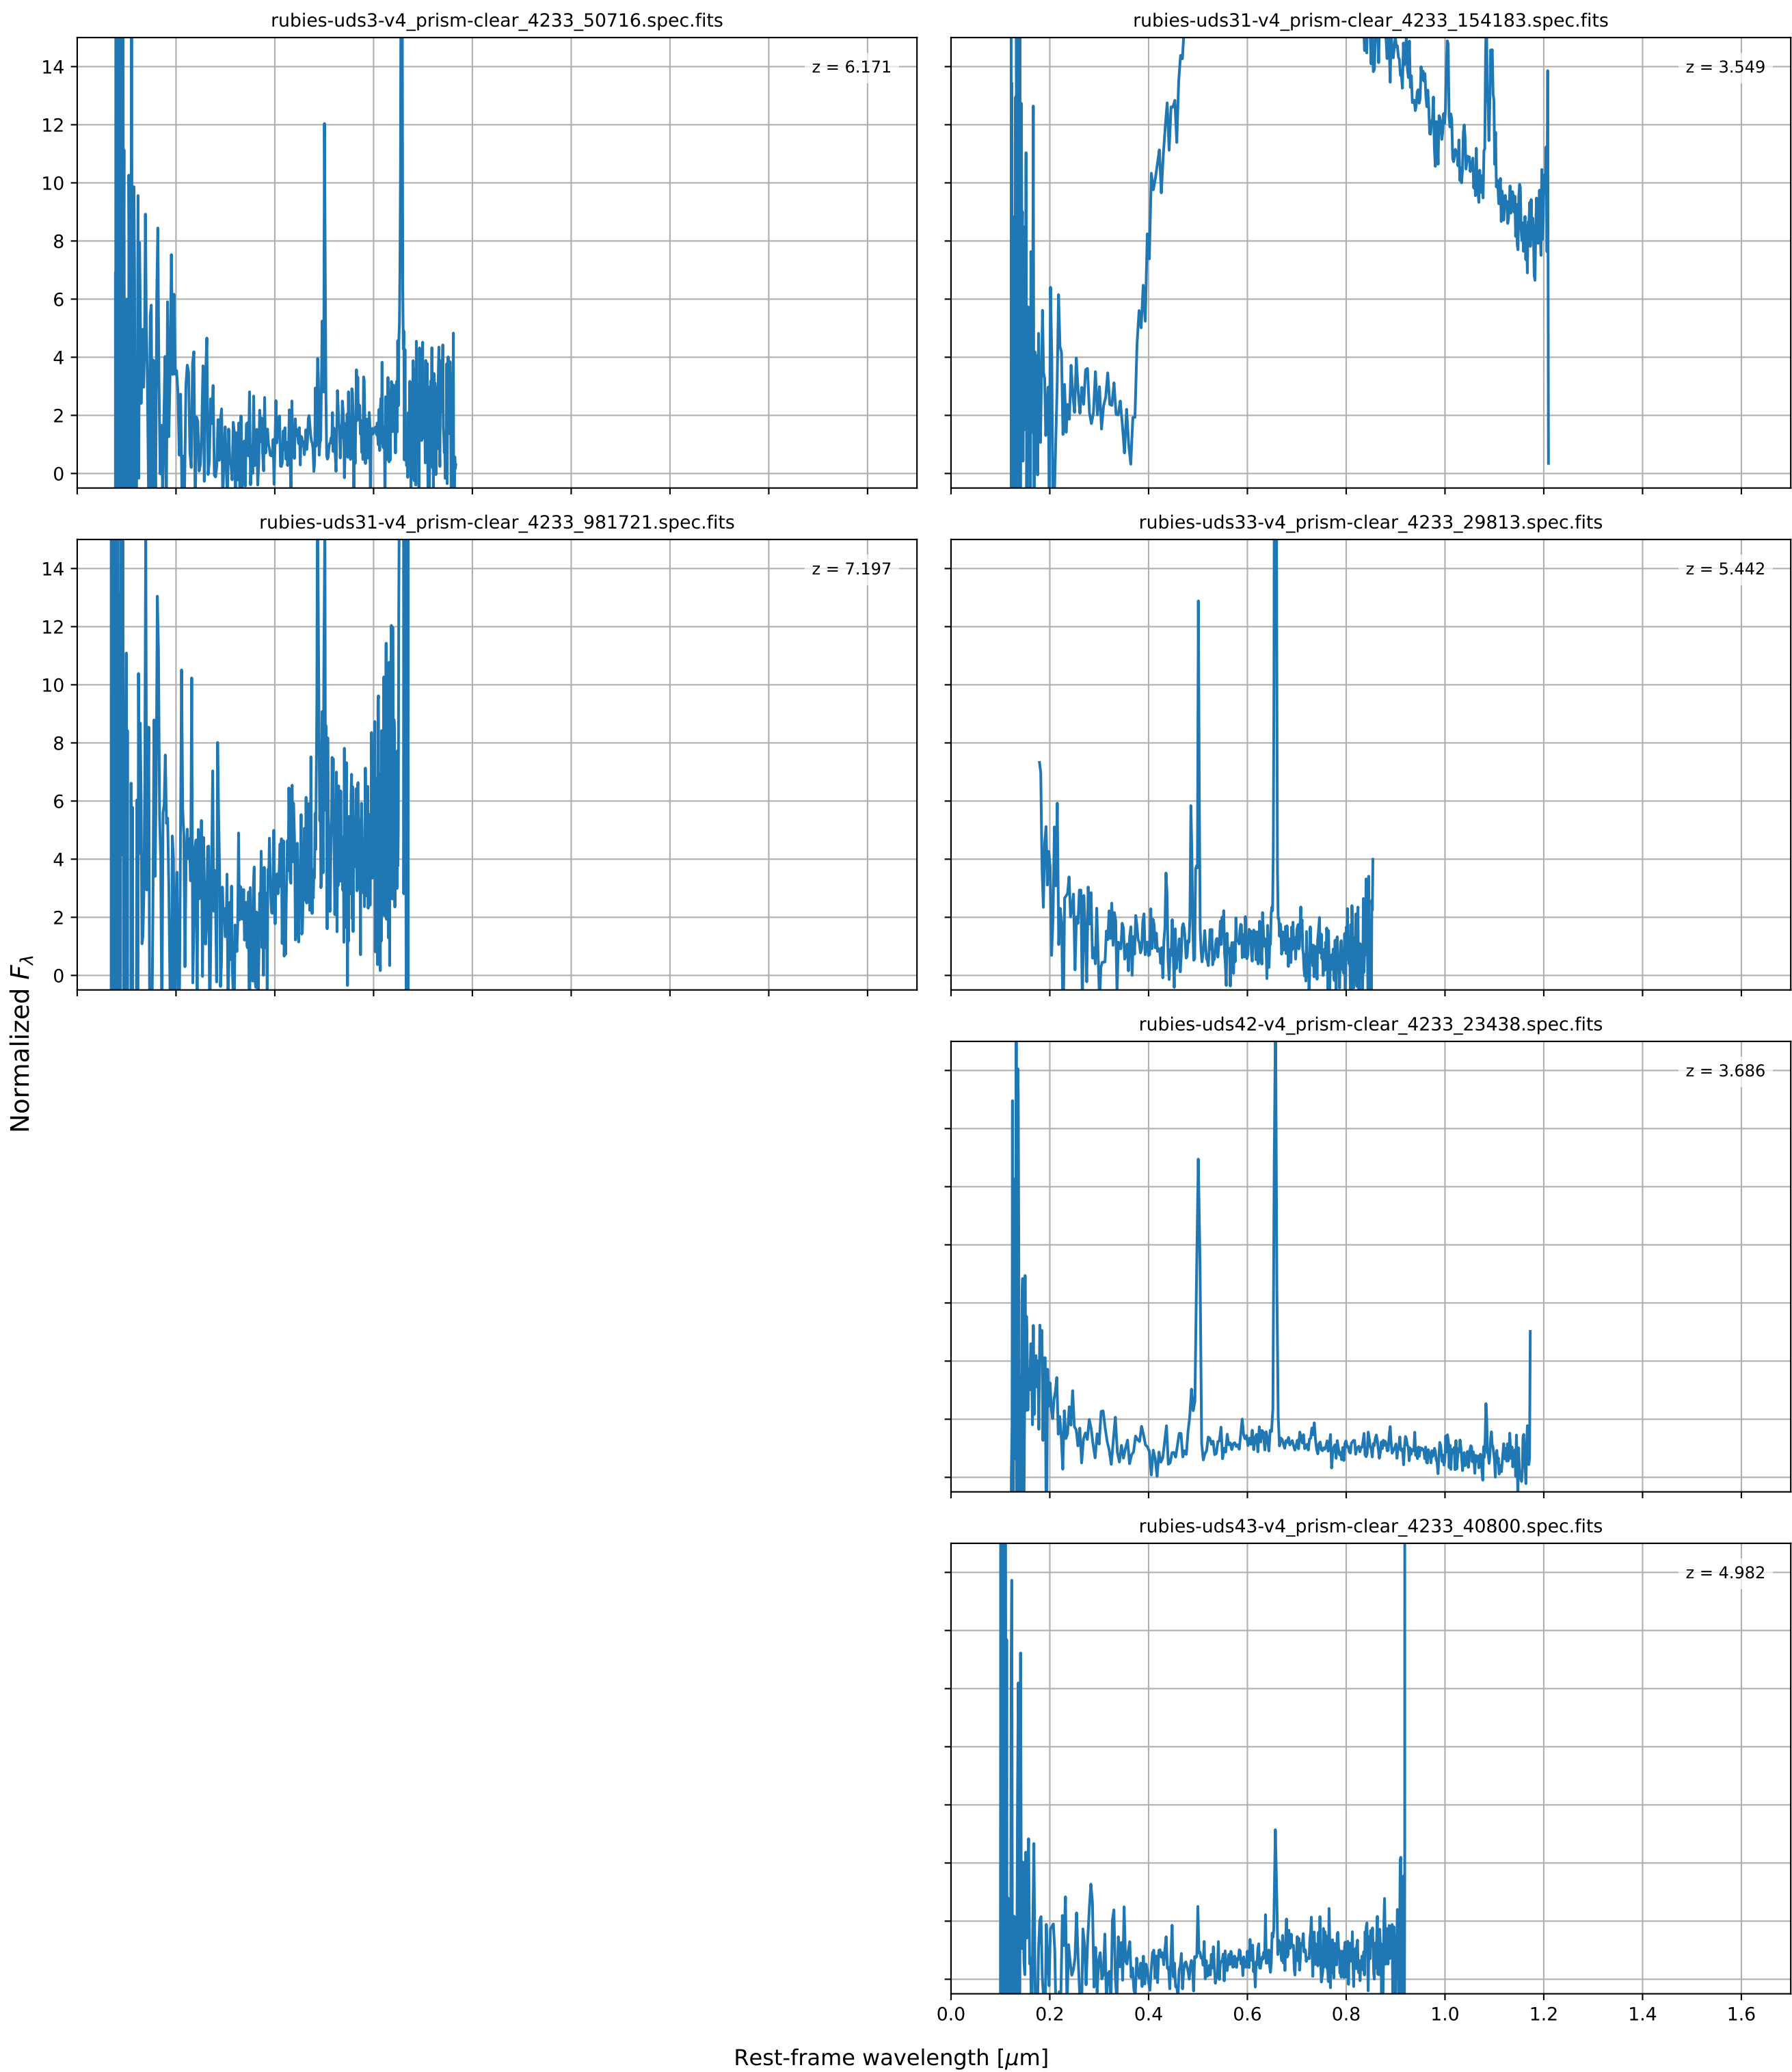 rubies-uds3-v4_prism-clear_4233_50716.spec.fits
z = 6.171
14
12
10
8
6
4
2
0
rubies-uds31-v4_prism-clear_4233_154183.spec.fits
z = 3.549
rubies-uds31-v4_prism-clear_4233_981721.spec.fits
z = 7.197
14
12
10
8
6
4
2
0
rubies-uds33-v4_prism-clear_4233_29813.spec.fits
z = 5.442
Normalized Fλ
rubies-uds42-v4_prism-clear_4233_23438.spec.fits
z = 3.686
rubies-uds43-v4_prism-clear_4233_40800.spec.fits
z = 4.982
0.0 0.2 0.4 0.6 0.8 1.0 1.2 1.4 1.6
Rest-frame wavelength [μm]